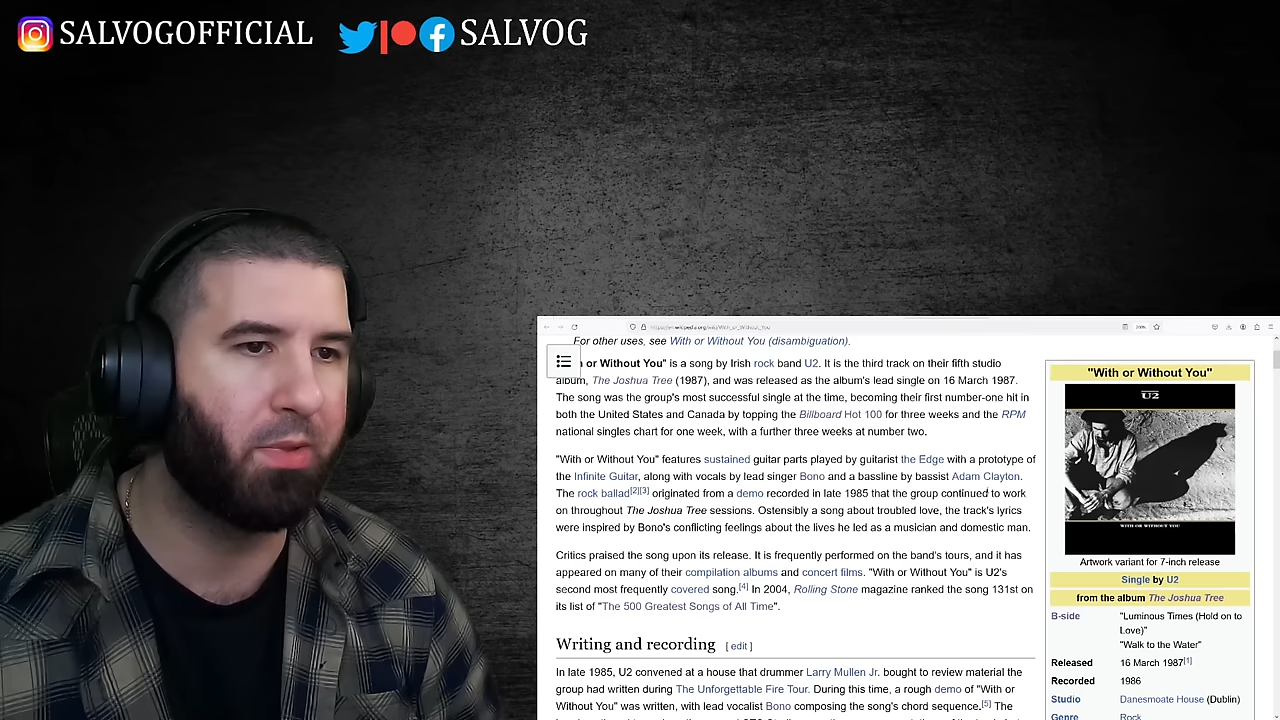 SALVOGOFFICIAL
SALVOG
https://en.wikipedia.org/wiki/With_or_Without_You
For other uses, see With or Without You (disambiguation).
or Without You" is a song by Irish rock band U2. It is the third track on their fifth studio
album, The Joshua Tree (1987), and was released as the album's lead single on 16 March 1987.
The song was the group's most successful single at the time, becoming their first number-one hit in
both the United States and Canada by topping the Billboard Hot 100 for three weeks and the RPM
national singles chart for one week, with a further three weeks at number two.
"With or Without You" features sustained guitar parts played by guitarist the Edge with a prototype of
the Infinite Guitar, along with vocals by lead singer Bono and a bassline by bassist Adam Clayton.
The rock ballad[2][3] originated from a demo recorded in late 1985 that the group continued to work
on throughout The Joshua Tree sessions. Ostensibly a song about troubled love, the track's lyrics
were inspired by Bono's conflicting feelings about the lives he led as a musician and domestic man.
Critics praised the song upon its release. It is frequently performed on the band's tours, and it has
appeared on many of their compilation albums and concert films. "With or Without You" is U2's
second most frequently covered song.[4] In 2004, Rolling Stone magazine ranked the song 131st on
its list of "The 500 Greatest Songs of All Time".
Writing and recording [ edit ]
In late 1985, U2 convened at a house that drummer Larry Mullen Jr. bought to review material the
group had written during The Unforgettable Fire Tour. During this time, a rough demo of "With or
Without You" was written, with lead vocalist Bono composing the song's chord sequence.[5] The
"With or Without You"
U2
WITH OR WITHOUT YOU
Artwork variant for 7-inch release
Single by U2
from the album The Joshua Tree
B-side "Luminous Times (Hold on to
Love)"
"Walk to the Water"
Released 16 March 1987[1]
Recorded 1986
Studio Danesmoate House (Dublin)
Genre Rock